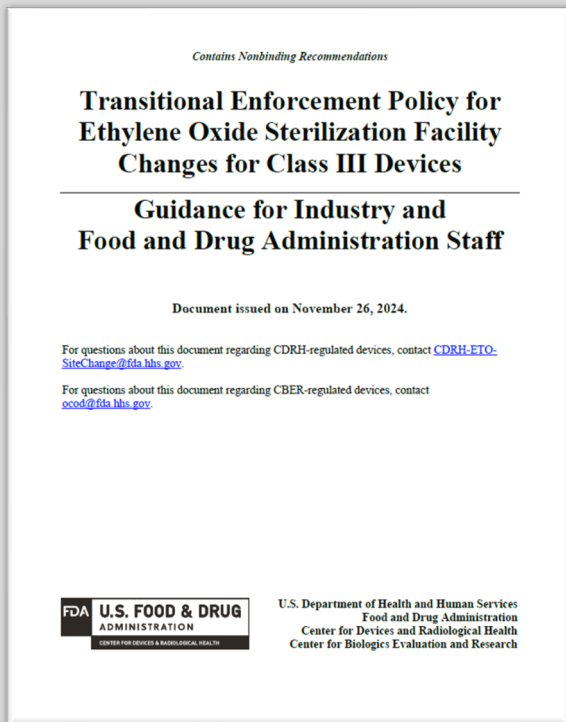 Contains Nonbinding Recommendations
Transitional Enforcement Policy for
Ethylene Oxide Sterilization Facility
Changes for Class III Devices
Guidance for Industry and
Food and Drug Administration Staff
Document issued on November 26, 2024.
For questions about this document regarding CDRH-regulated devices, contact CDRH-ETO-
SiteChange@fda.hhs.gov.
For questions about this document regarding CBER-regulated devices, contact
ocod@fda.hhs.gov.
FDA U.S. FOOD & DRUG
ADMINISTRATION
CENTER FOR DEVICES & RADIOLOGICAL HEALTH
U.S. Department of Health and Human Services
Food and Drug Administration
Center for Devices and Radiological Health
Center for Biologics Evaluation and Research